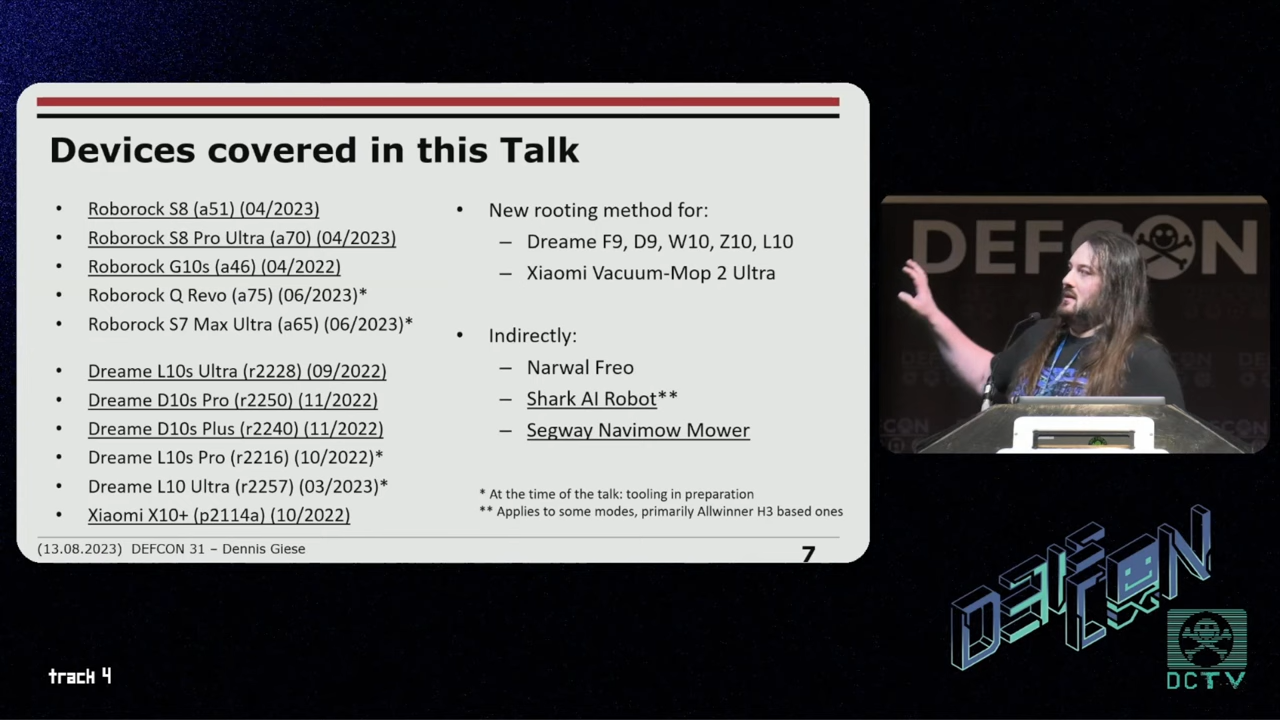 Devices covered in this Talk
• Roborock S8 (a51) (04/2023)
• Roborock S8 Pro Ultra (a70) (04/2023)
• Roborock G10s (a46) (04/2022)
• Roborock Q Revo (a75) (06/2023)*
• Roborock S7 Max Ultra (a65) (06/2023)*
• Dreame L10s Ultra (r2228) (09/2022)
• Dreame D10s Pro (r2250) (11/2022)
• Dreame D10s Plus (r2240) (11/2022)
• Dreame L10s Pro (r2216) (10/2022)*
• Dreame L10 Ultra (r2257) (03/2023)*
• Xiaomi X10+ (p2114a) (10/2022)
• New rooting method for:
– Dreame F9, D9, W10, Z10, L10
– Xiaomi Vacuum-Mop 2 Ultra
• Indirectly:
– Narwal Freo
– Shark AI Robot**
– Segway Navimow Mower
* At the time of the talk: tooling in preparation
** Applies to some modes, primarily Allwinner H3 based ones
(13.08.2023) DEFCON 31 – Dennis Giese
7
DEFCON
DEFCON
DCTV
track 4